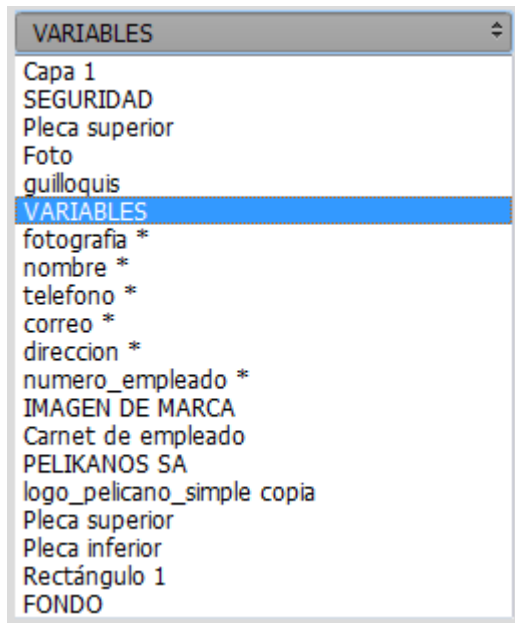 VARIABLES
Capa 1
SEGURIDAD
Pleca superior
Foto
guilloquis
VARIABLES
fotografia *
nombre *
telefono *
correo *
direccion *
numero_empleado *
IMAGEN DE MARCA
Carnet de empleado
PELIKANOS SA
logo_pelicano_simple copia
Pleca superior
Pleca inferior
Rectángulo 1
FONDO